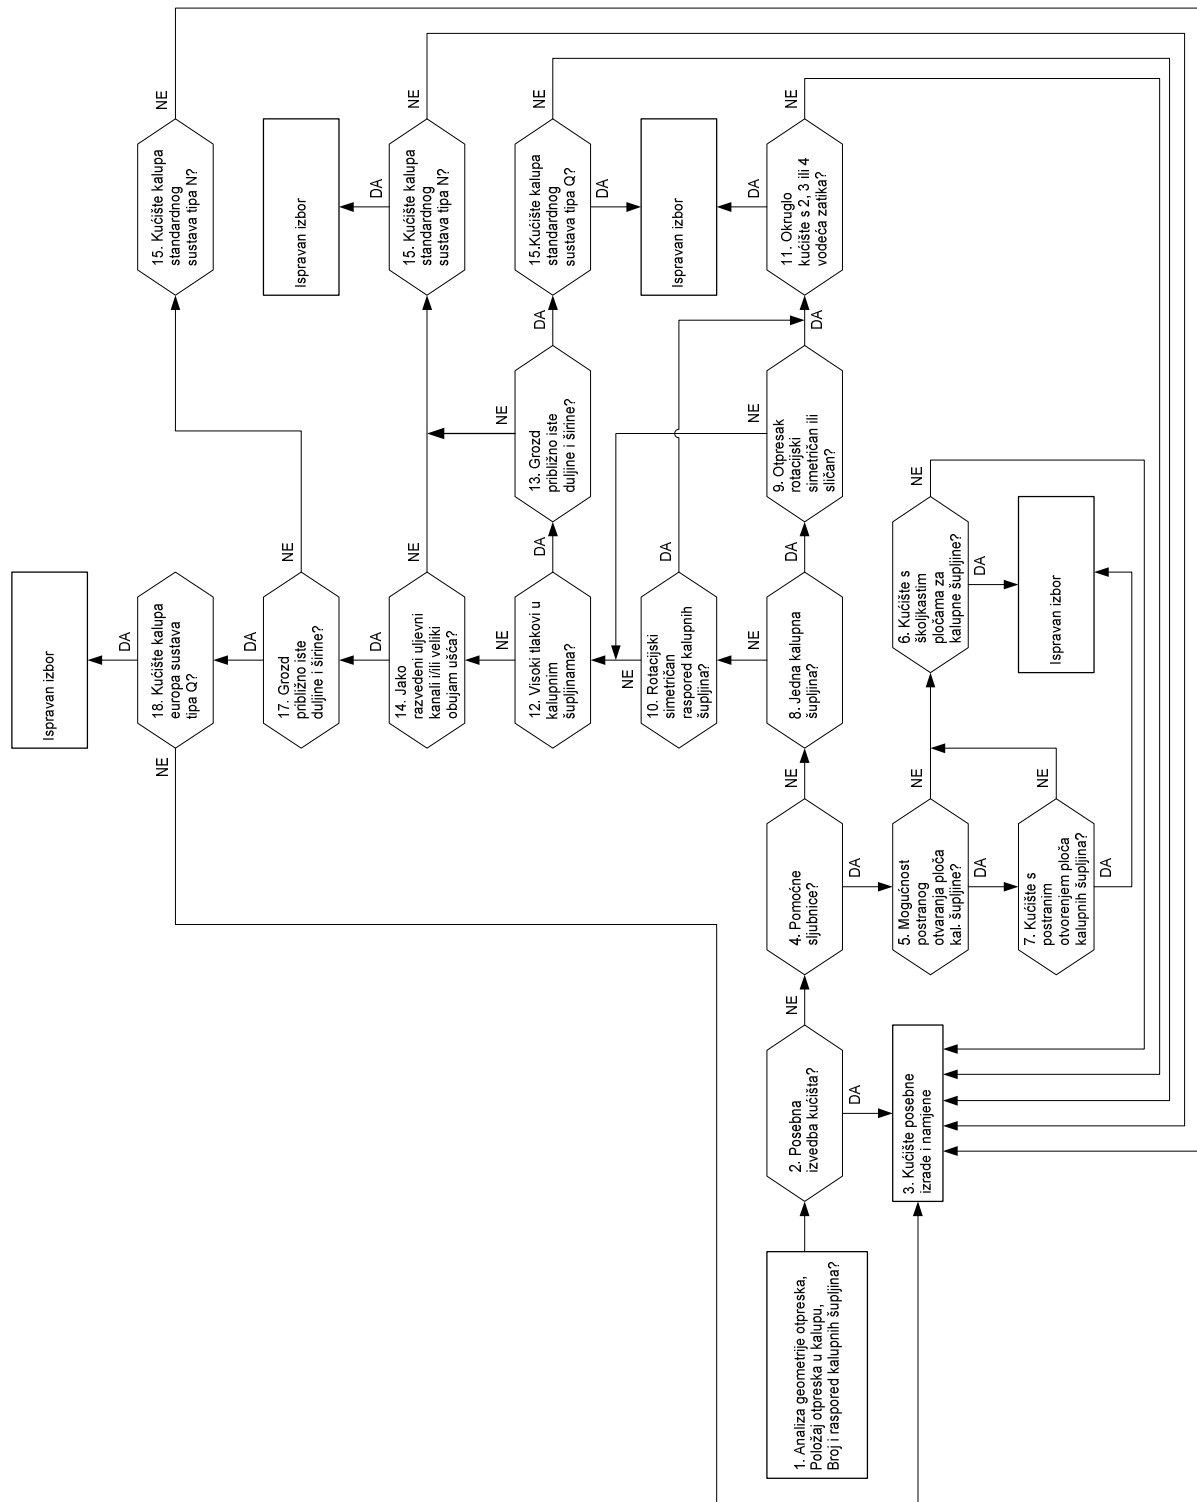 1. Analiza geometrije otpreska,
Položaj otpreska u kalupu,
Broj i raspored kalupnih šupljina?
2. Posebna
izvedba kućišta?
DA
NE
3. Kućište posebne
izrade i namjene
4. Pomoćne
sljubnice?
DA
NE
5. Mogućnost
postranog
otvaranja ploča
kal. šupljine?
DA
NE
7. Kućište s
postranim
otvorenjem ploča
kalupnih šupljina?
DA
NE
6. Kućište s
školjkastim
pločama za
kalupne šupljine?
DA
NE
Ispravan izbor
8. Jedna kalupna
šupljina?
DA
NE
9. Otpresak
rotacijski
simetričan ili
sličan?
DA
NE
10. Rotacijski
simetričan
raspored kalupnih
šupljina?
DA
NE
11. Okruglo
kućište s 2, 3 ili 4
vodeća zatika?
DA
NE
Ispravan izbor
12. Visoki tlakovi u
kalupnim
šupljinama?
DA
NE
13. Grozd
približno iste
duljine i širine?
DA
NE
15.Kućište kalupa
standardnog
sustava tipa Q?
DA
NE
14. Jako
razvedeni uljevni
kanali i/ili veliki
obujam ušća?
DA
NE
15. Kućište kalupa
standardnog
sustava tipa N?
DA
NE
Ispravan izbor
17. Grozd
približno iste
duljine i širine?
DA
NE
15. Kućište kalupa
standardnog
sustava tipa N?
NE
18. Kućište kalupa
europa sustava
tipa Q?
DA
NE
Ispravan izbor